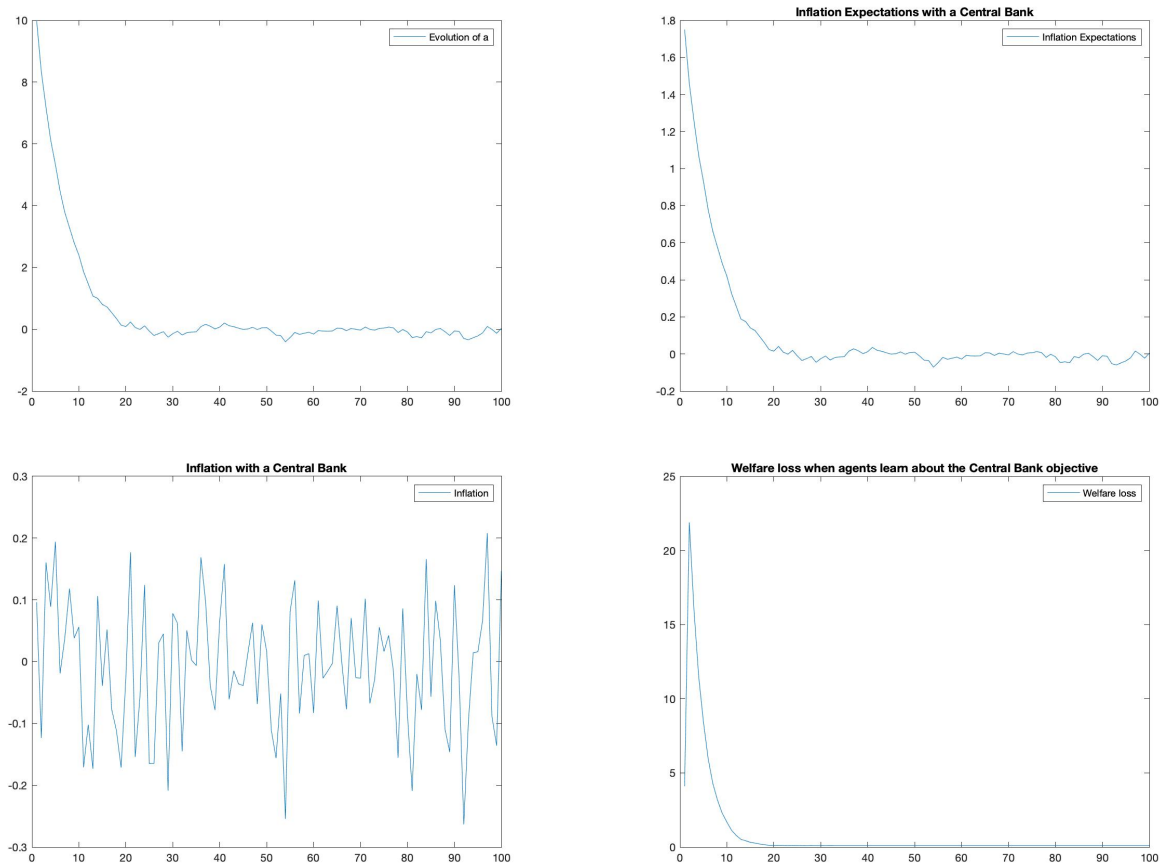 Evolution of a
10
8
6
4
2
0
-2
0 10 20 30 40 50 60 70 80 90 100
Inflation Expectations with a Central Bank
Inflation Expectations
1.8
1.6
1.4
1.2
1
0.8
0.6
0.4
0.2
0
-0.2
0 10 20 30 40 50 60 70 80 90 100
Inflation with a Central Bank
Inflation
0.3
0.2
0.1
0
-0.1
-0.2
-0.3
0 10 20 30 40 50 60 70 80 90 100
Welfare loss when agents learn about the Central Bank objective
Welfare loss
25
20
15
10
5
0
0 10 20 30 40 50 60 70 80 90 100